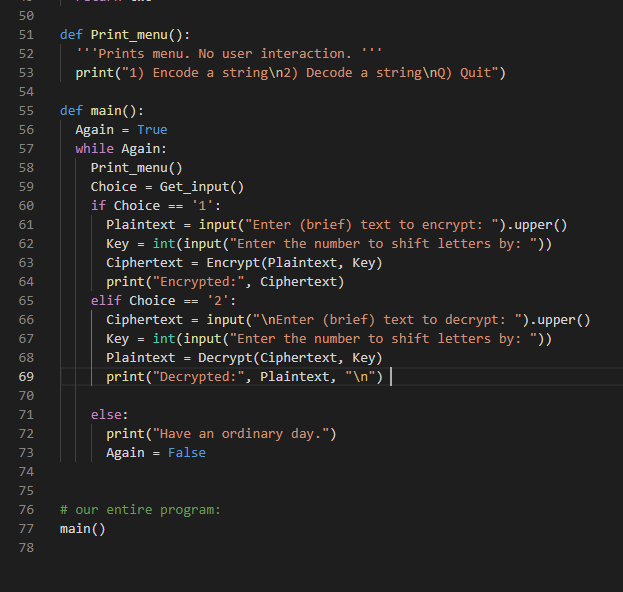 49 return
50
51 def Print_menu():
52 '''Prints menu. No user interaction. '''
53 print("1) Encode a string\n2) Decode a string\nQ) Quit")
54
55 def main():
56 Again = True
57 while Again:
58 Print_menu()
59 Choice = Get_input()
60 if Choice == '1':
61 Plaintext = input("Enter (brief) text to encrypt: ").upper()
62 Key = int(input("Enter the number to shift letters by: "))
63 Ciphertext = Encrypt(Plaintext, Key)
64 print("Encrypted:", Ciphertext)
65 elif Choice == '2':
66 Ciphertext = input("\nEnter (brief) text to decrypt: ").upper()
67 Key = int(input("Enter the number to shift letters by: "))
68 Plaintext = Decrypt(Ciphertext, Key)
69 print("Decrypted:", Plaintext, "\n")
70
71 else:
72 print("Have an ordinary day.")
73 Again = False
74
75
76 # our entire program:
77 main()
78